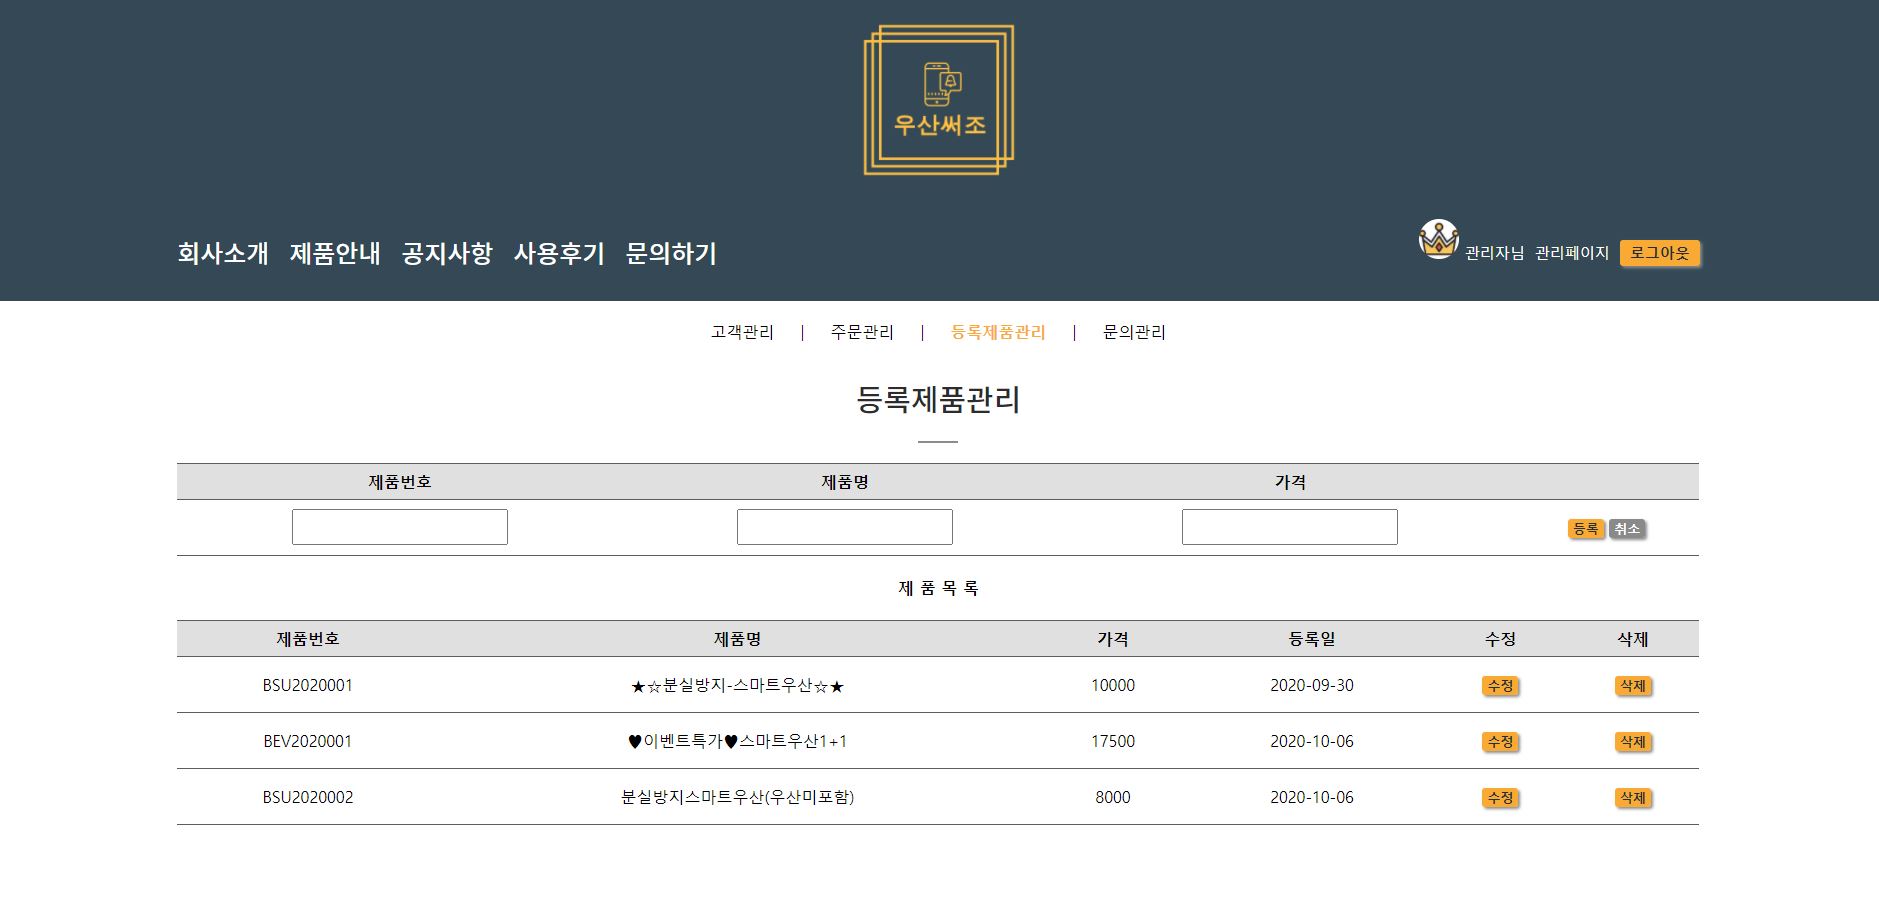 우산써조
회사소개 제품안내 공지사항 사용후기 문의하기
관리자님 관리페이지 로그아웃
고객관리 | 주문관리 | 등록제품관리 | 문의관리
등록제품관리
제품번호 제품명 가격
등록 취소
제 품 목 록
제품번호 제품명 가격 등록일 수정 삭제
BSU2020001 ★☆분실방지-스마트우산☆★ 10000 2020-09-30 수정 삭제
BEV2020001 ♥이벤트특가♥스마트우산1+1 17500 2020-10-06 수정 삭제
BSU2020002 분실방지스마트우산(우산미포함) 8000 2020-10-06 수정 삭제